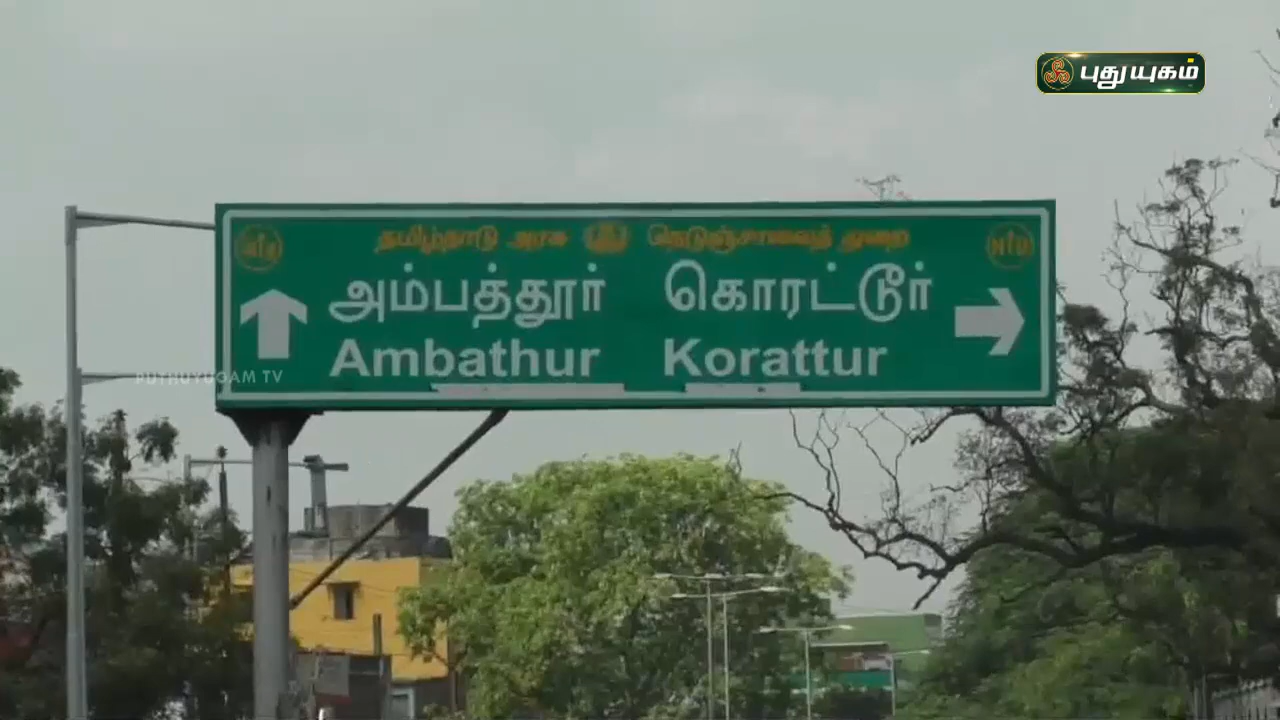 புதுயுகம்
தமிழ்நாடு அரசு நெடுஞ்சாலைத் துறை
அம்பத்தூர் கொரட்டூர்
Ambathur Korattur
PUTHUYUGAM TV